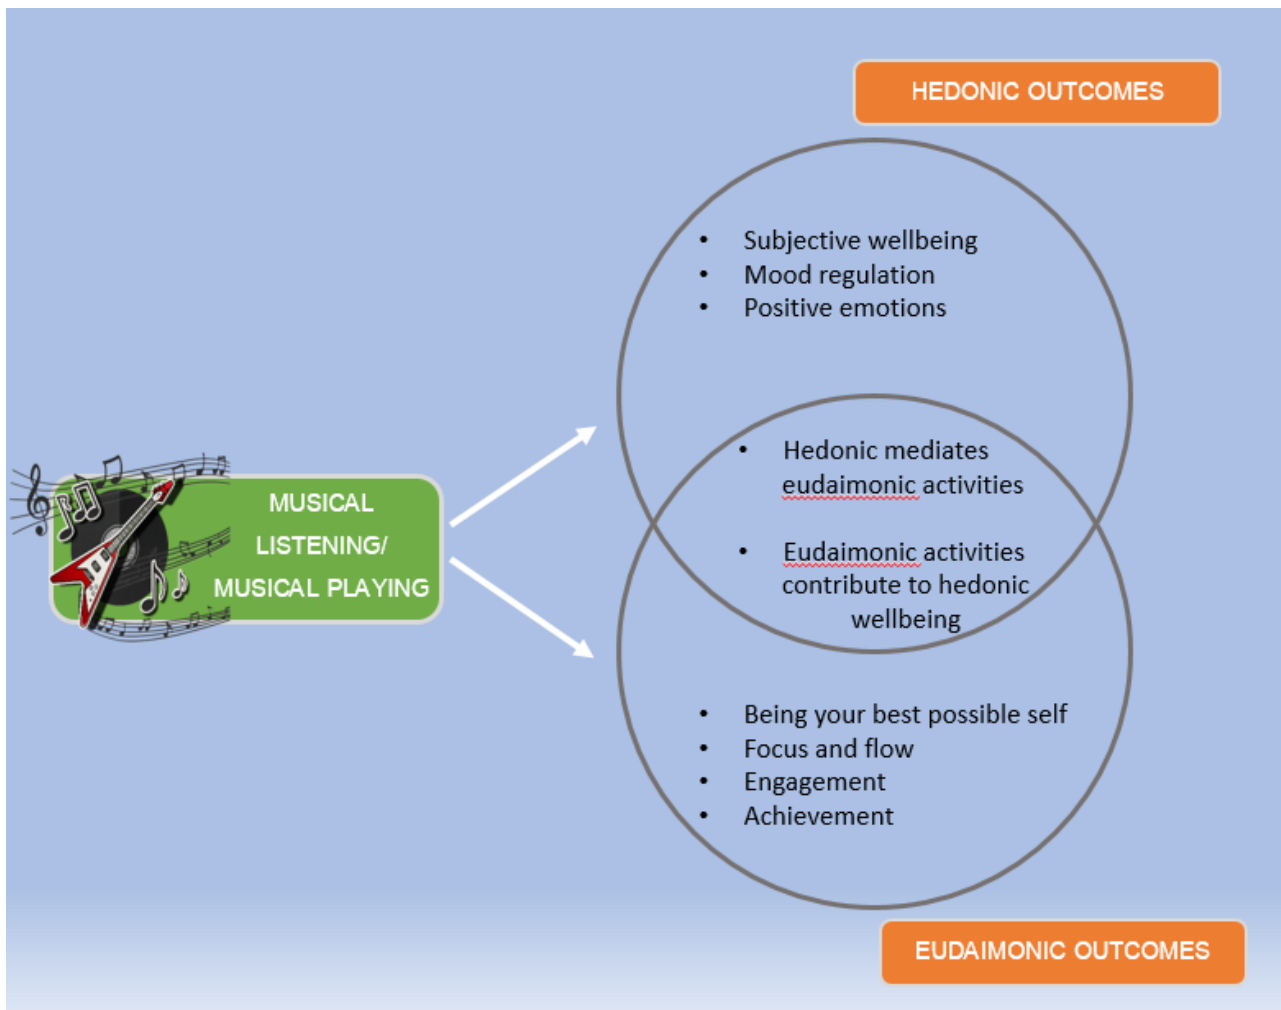 HEDONIC OUTCOMES
• Subjective wellbeing
• Mood regulation
• Positive emotions
• Hedonic mediates
eudaimonic activities
• Eudaimonic activities
contribute to hedonic
wellbeing
MUSICAL
LISTENING/
MUSICAL PLAYING
• Being your best possible self
• Focus and flow
• Engagement
• Achievement
EUDAIMONIC OUTCOMES